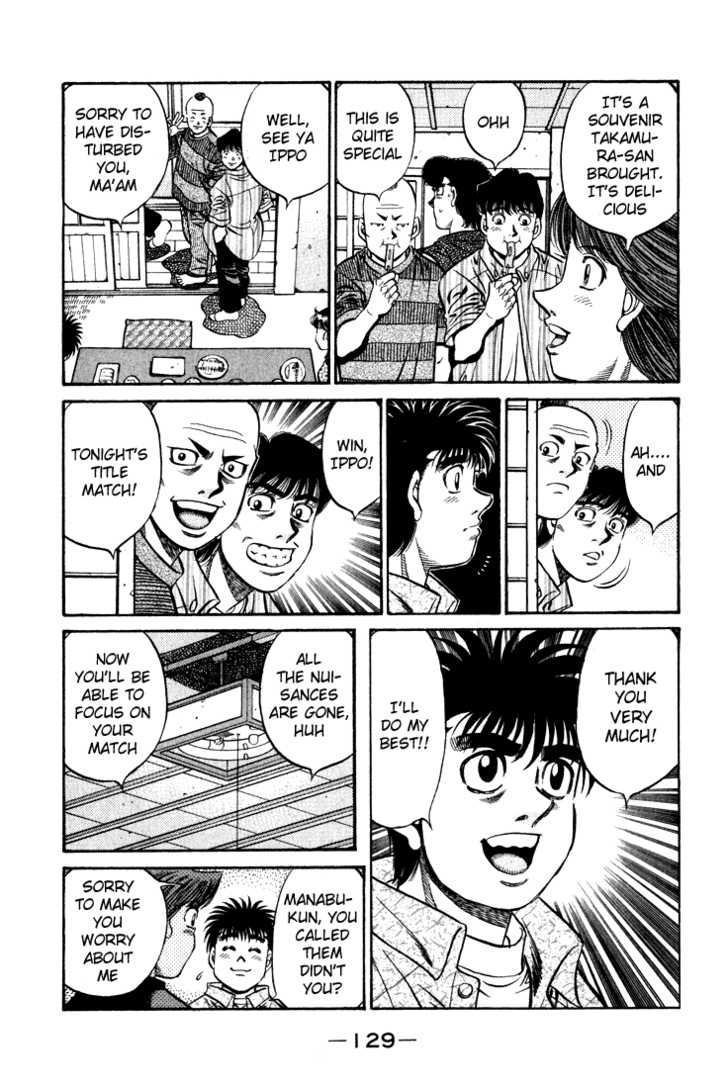 IT'S A
SOUVENIR
TAKAMU-
RA-SAN
BROUGHT.
IT'S DELI-
CIOUS
OHH
THIS IS
QUITE
SPECIAL
WELL,
SEE YA
IPPO
SORRY TO
HAVE DIS-
TURBED
YOU,
MA'AM
AH....
AND
WIN,
IPPO!
TONIGHT'S
TITLE
MATCH!
THANK
YOU
VERY
MUCH!
I'LL
DO MY
BEST!!
ALL
THE NUI-
SANCES
ARE GONE,
HUH
NOW
YOU'LL BE
ABLE TO
FOCUS ON
YOUR
MATCH
MANABU-
KUN, YOU
CALLED
THEM
DIDN'T
YOU?
SORRY
TO MAKE
YOU
WORRY
ABOUT
ME
—129—